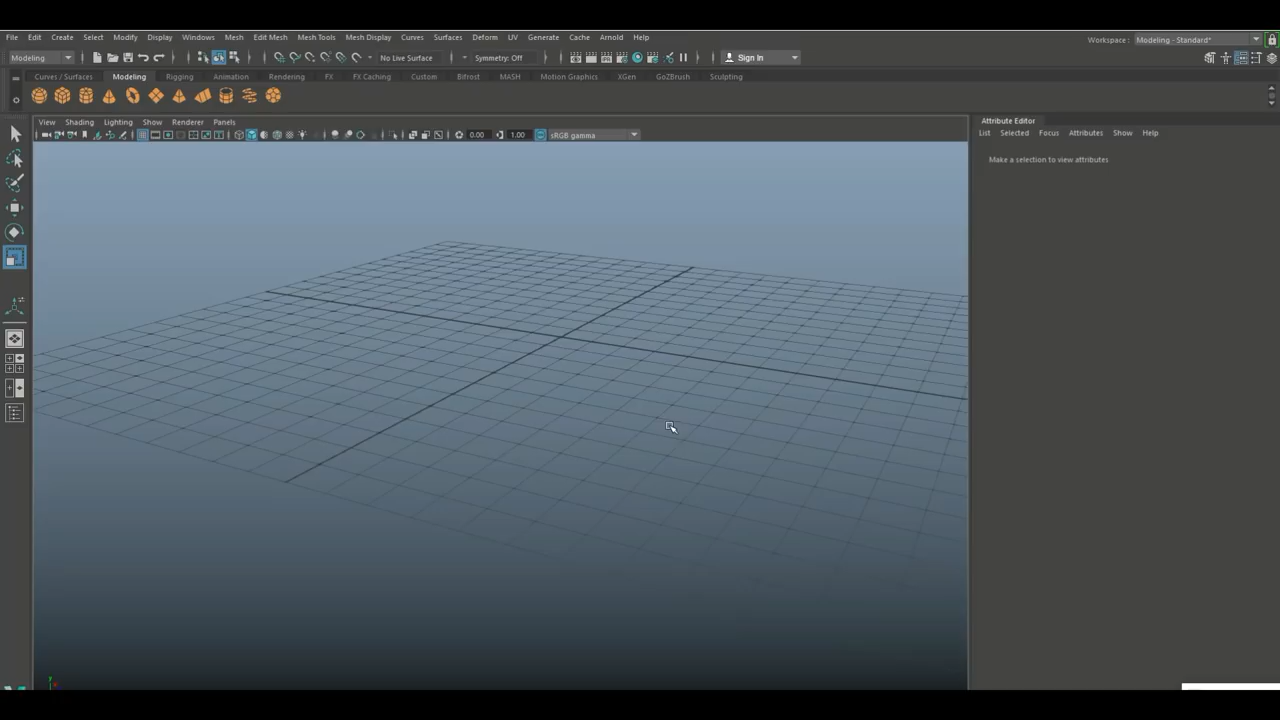 File Edit Create Select Modify Display Windows Mesh Edit Mesh Mesh Tools Mesh Display Curves Surfaces Deform UV Generate Cache Arnold Help
Workspace : Modeling - Standard*
Modeling No Live Surface Symmetry: Off Sign In
Curves / Surfaces Modeling Rigging Animation Rendering FX FX Caching Custom Bifrost MASH Motion Graphics XGen GoZBrush Sculpting
View Shading Lighting Show Renderer Panels
0.00 1.00 sRGB gamma
Attribute Editor
List Selected Focus Attributes Show Help
Make a selection to view attributes
y